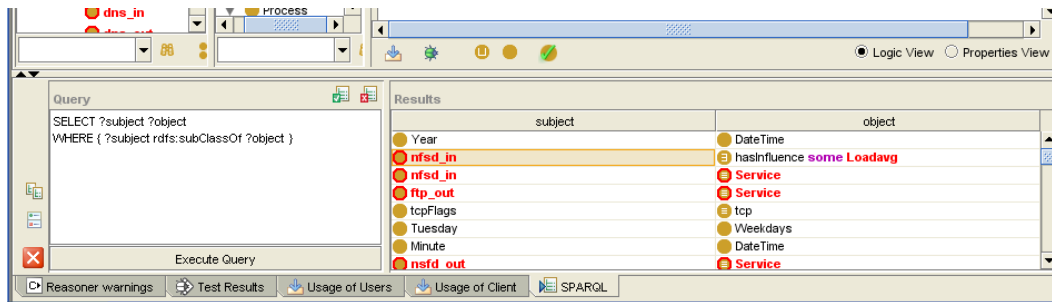 dns_in
Process
dns_out
Logic View
Properties View
Query
SELECT ?subject ?object
WHERE { ?subject rdfs:subClassOf ?object }
Execute Query
Results
subject object
Year DateTime
nfsd_in hasInfluence some Loadavg
nfsd_in Service
ftp_out Service
tcpFlags tcp
Tuesday Weekdays
Minute DateTime
nsfd_out Service
Reasoner warnings Test Results Usage of Users Usage of Client SPARQL